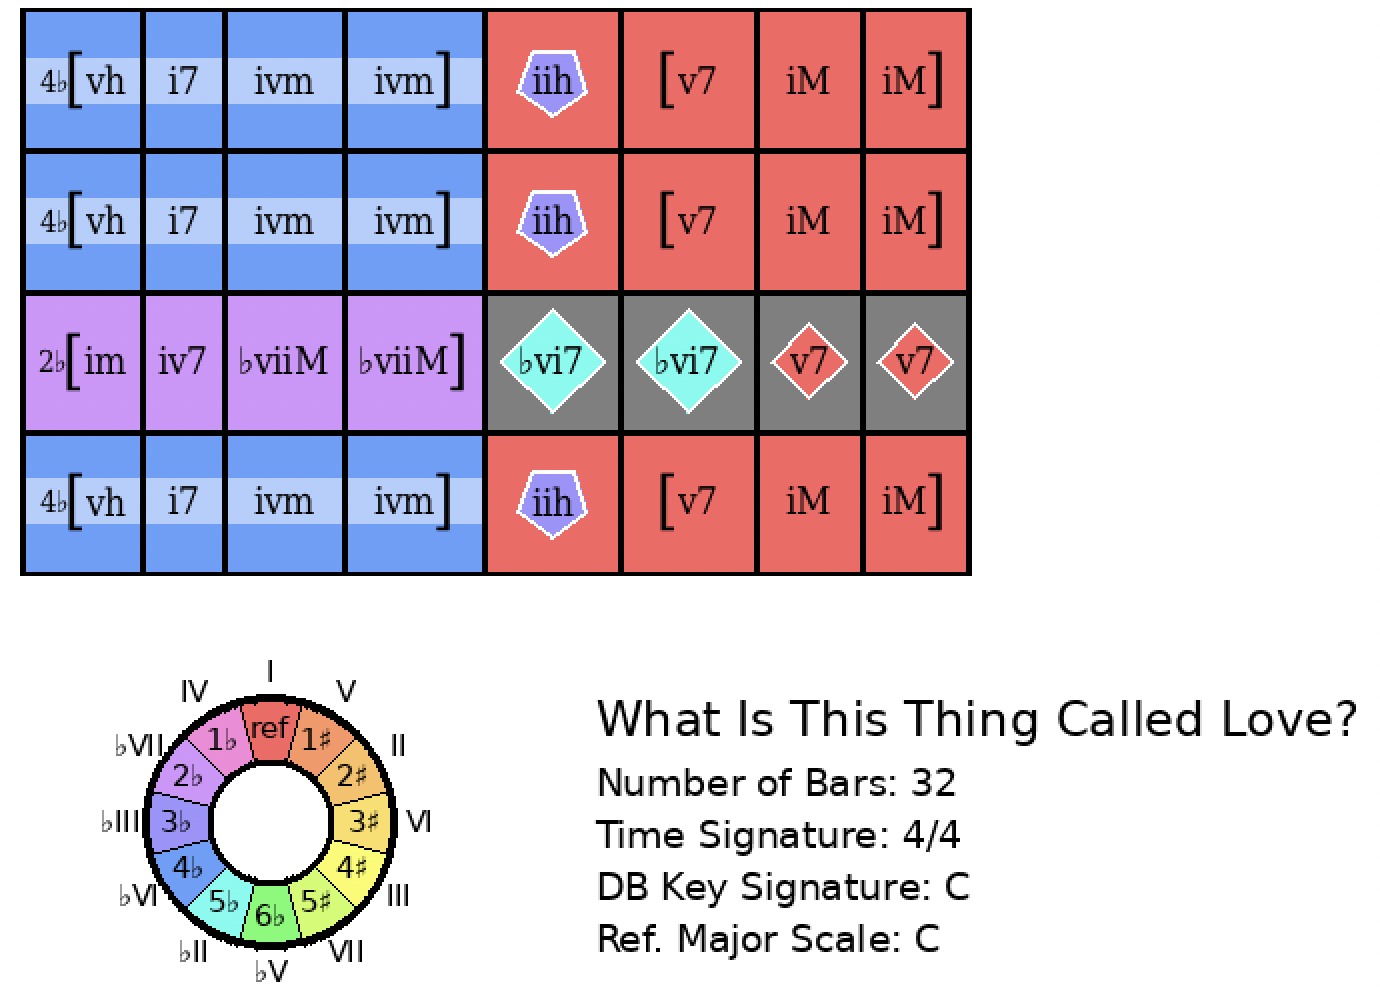 4♭[vh i7 ivm ivm] iih [v7 iM iM]
4♭[vh i7 ivm ivm] iih [v7 iM iM]
2♭[im iv7 ♭viiM ♭viiM] ♭vi7 ♭vi7 v7 v7
4♭[vh i7 ivm ivm] iih [v7 iM iM]
I
IV V
ref
1♭ 1♯
♭VII II
2♭ 2♯
♭III 3♭ 3♯ VI
4♭ 4♯
♭VI III
5♭ 5♯
6♭
♭II VII
♭V
What Is This Thing Called Love?
Number of Bars: 32
Time Signature: 4/4
DB Key Signature: C
Ref. Major Scale: C